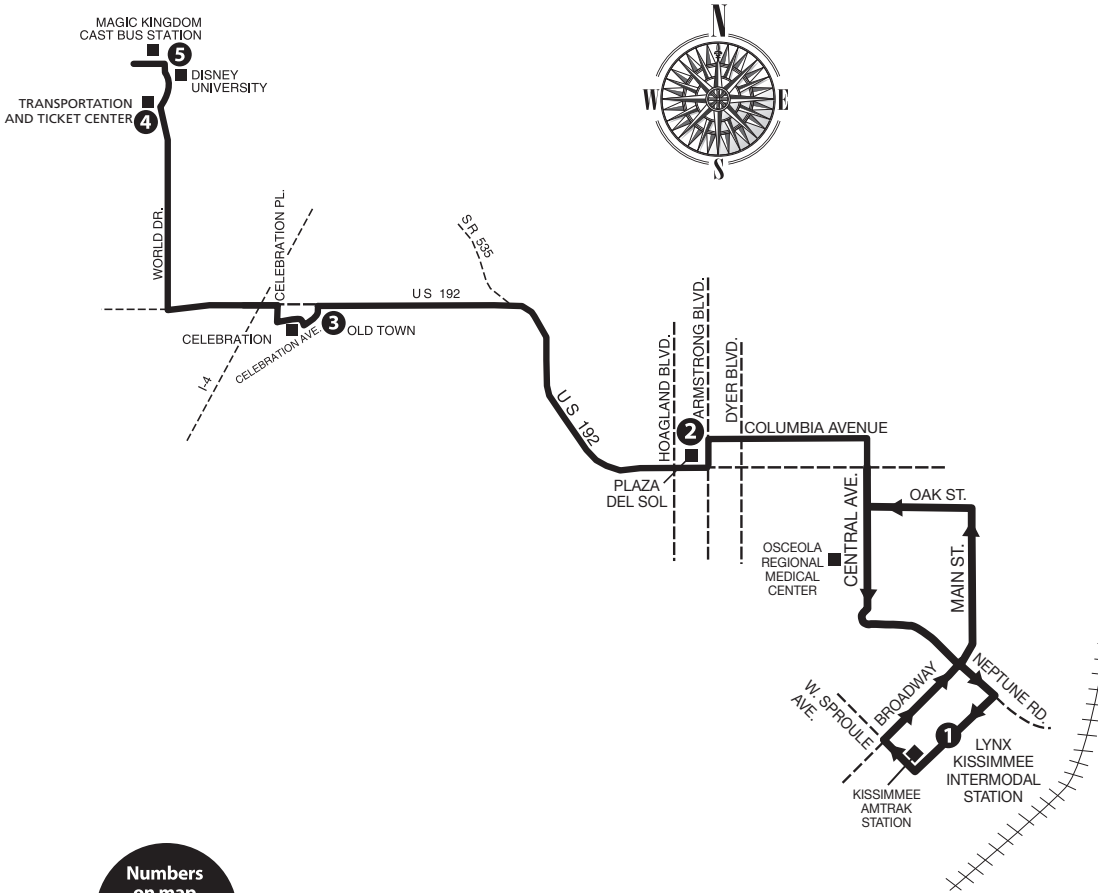 MAGIC KINGDOM
CAST BUS STATION
5
DISNEY
UNIVERSITY
TRANSPORTATION
AND TICKET CENTER
4
N
W
E
S
WORLD DR.
CELEBRATION PL.
S R 535
US 192
CELEBRATION
CELEBRATION AVE.
3
OLD TOWN
I-4
US 192
HOAGLAND BLVD.
ARMSTRONG BLVD.
DYER BLVD.
2
COLUMBIA AVENUE
PLAZA
DEL SOL
CENTRAL AVE.
OAK ST.
OSCEOLA
REGIONAL
MEDICAL
CENTER
MAIN ST.
W. SPROULE
AVE.
BROADWAY
NEPTUNE RD.
1
LYNX
KISSIMMEE
INTERMODAL
STATION
KISSIMMEE
AMTRAK
STATION
Numbers
on map